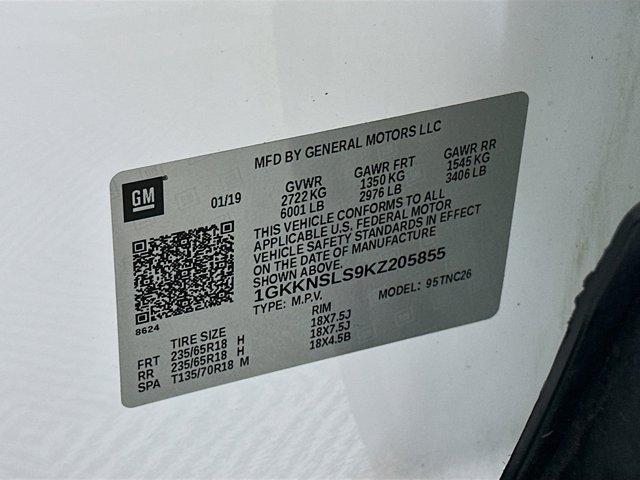 MFD BY GENERAL MOTORS LLC
GM
01/19
GVWR GAWR FRT GAWR RR
2722 KG 1350 KG 1545 KG
6001 LB 2976 LB 3406 LB
THIS VEHICLE CONFORMS TO ALL
APPLICABLE U.S. FEDERAL MOTOR
VEHICLE SAFETY STANDARDS IN EFFECT
ON THE DATE OF MANUFACTURE
SHOWN ABOVE.
1GKKNSLS9KZ205855
TYPE: M.P.V. MODEL: 95TNC26
8624
TIRE SIZE RIM
FRT 235/65R18 H 18X7.5J
RR 235/65R18 H 18X7.5J
SPA T135/70R18 M 18X4.5B